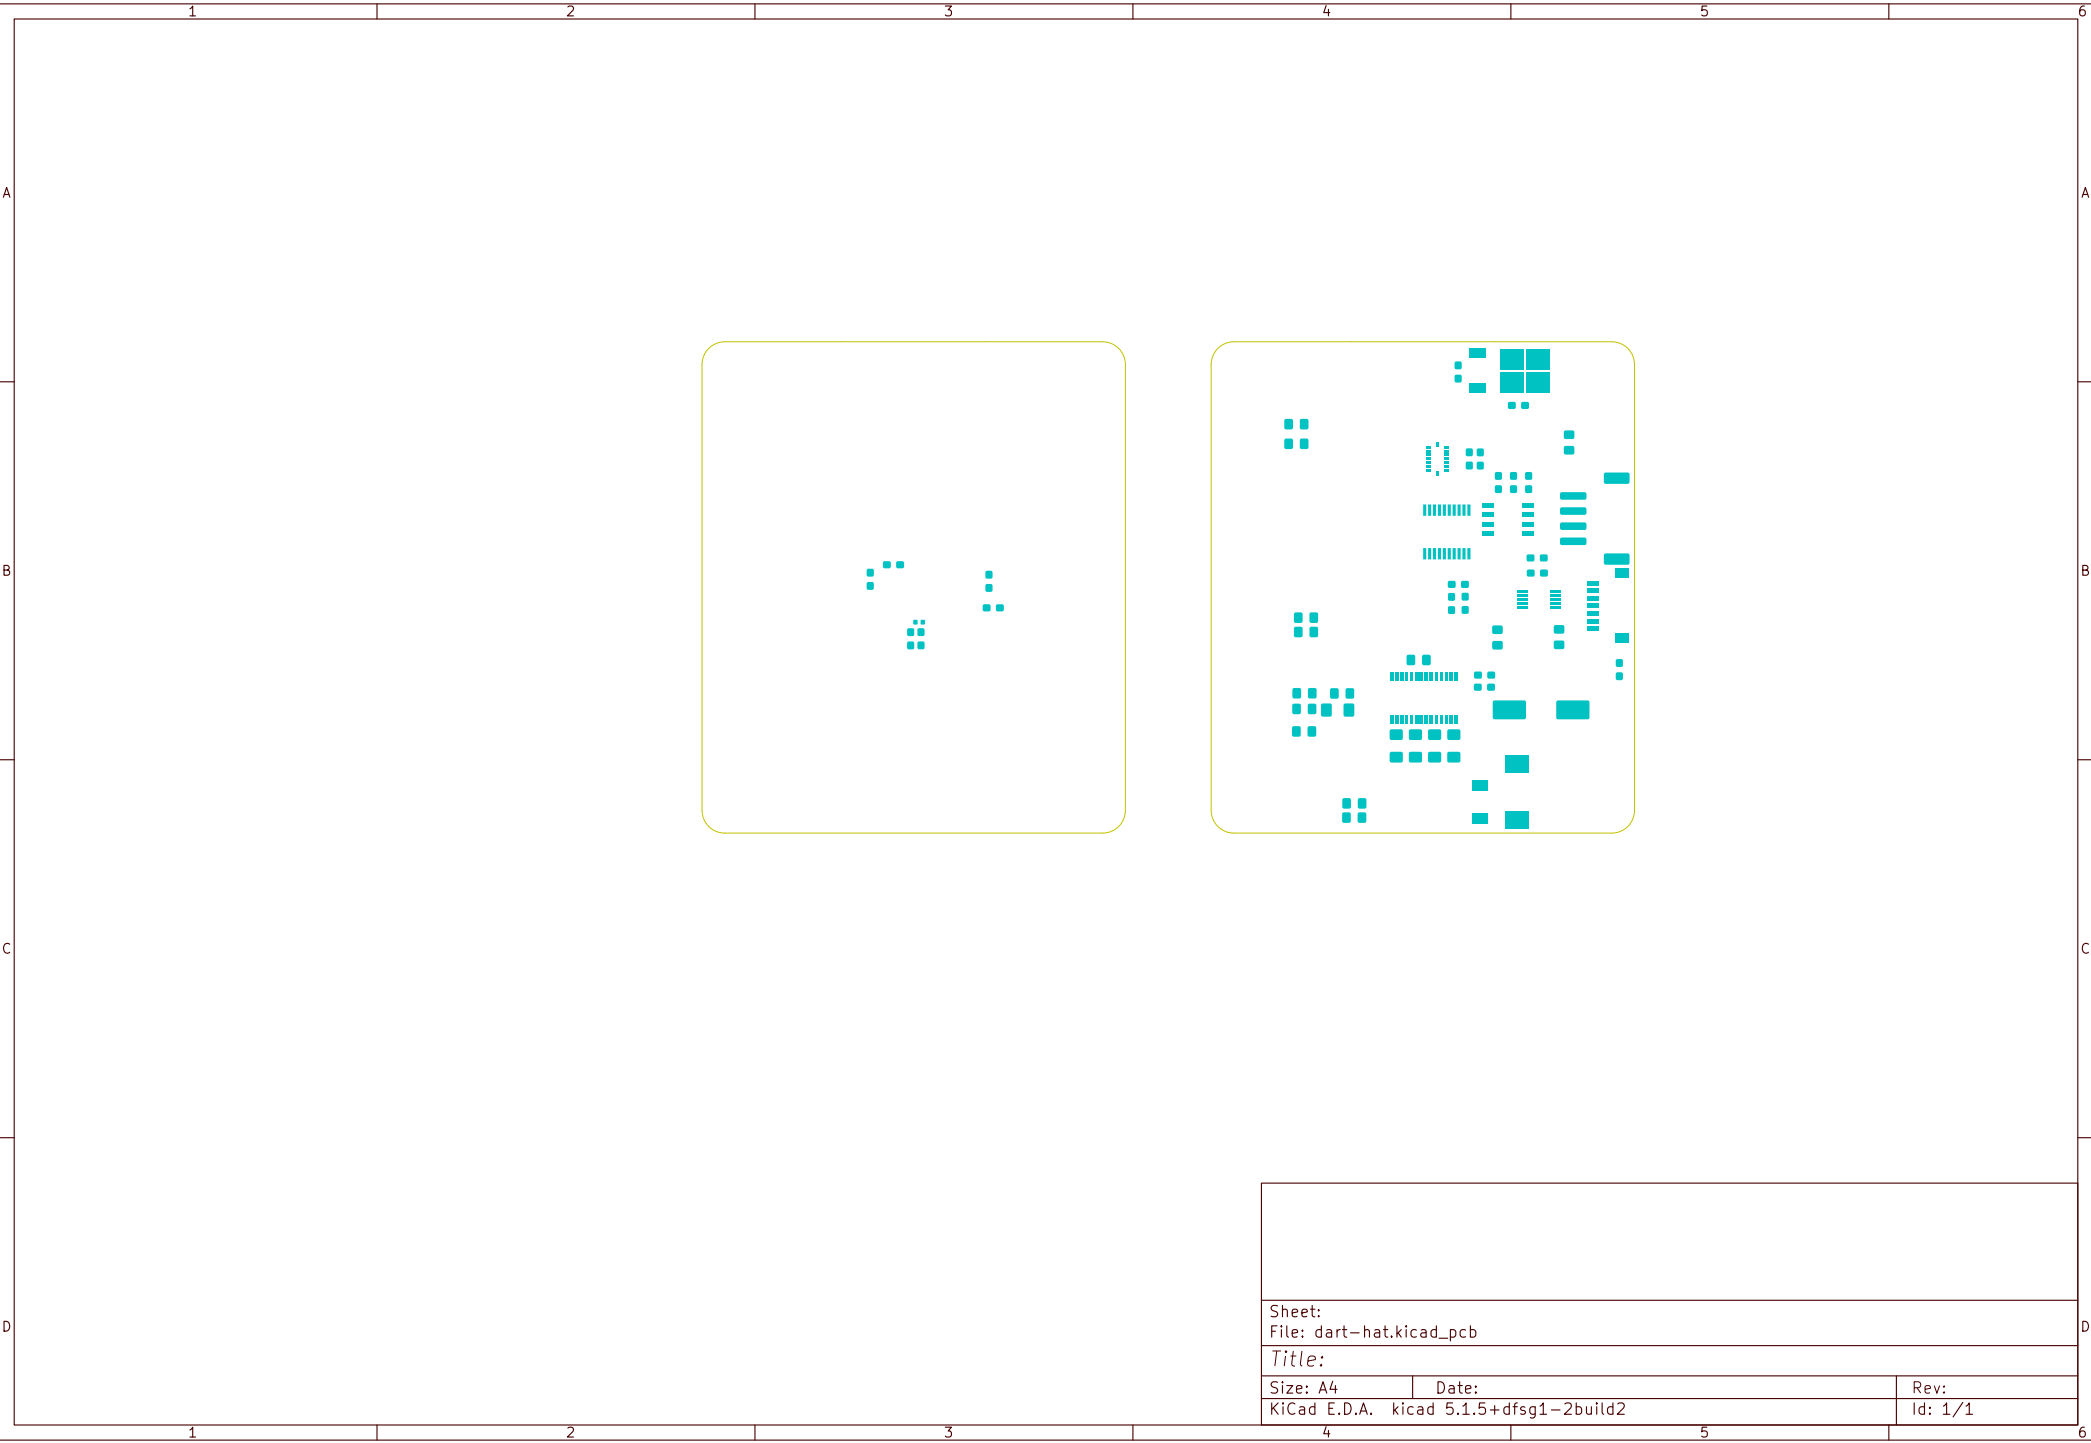 1 2 3 4 5 6
A A
B B
C C
D D
Sheet:
File: dart-hat.kicad_pcb
Title:
Size: A4 Date: Rev:
KiCad E.D.A. kicad 5.1.5+dfsg1-2build2 Id: 1/1
1 2 3 4 5 6